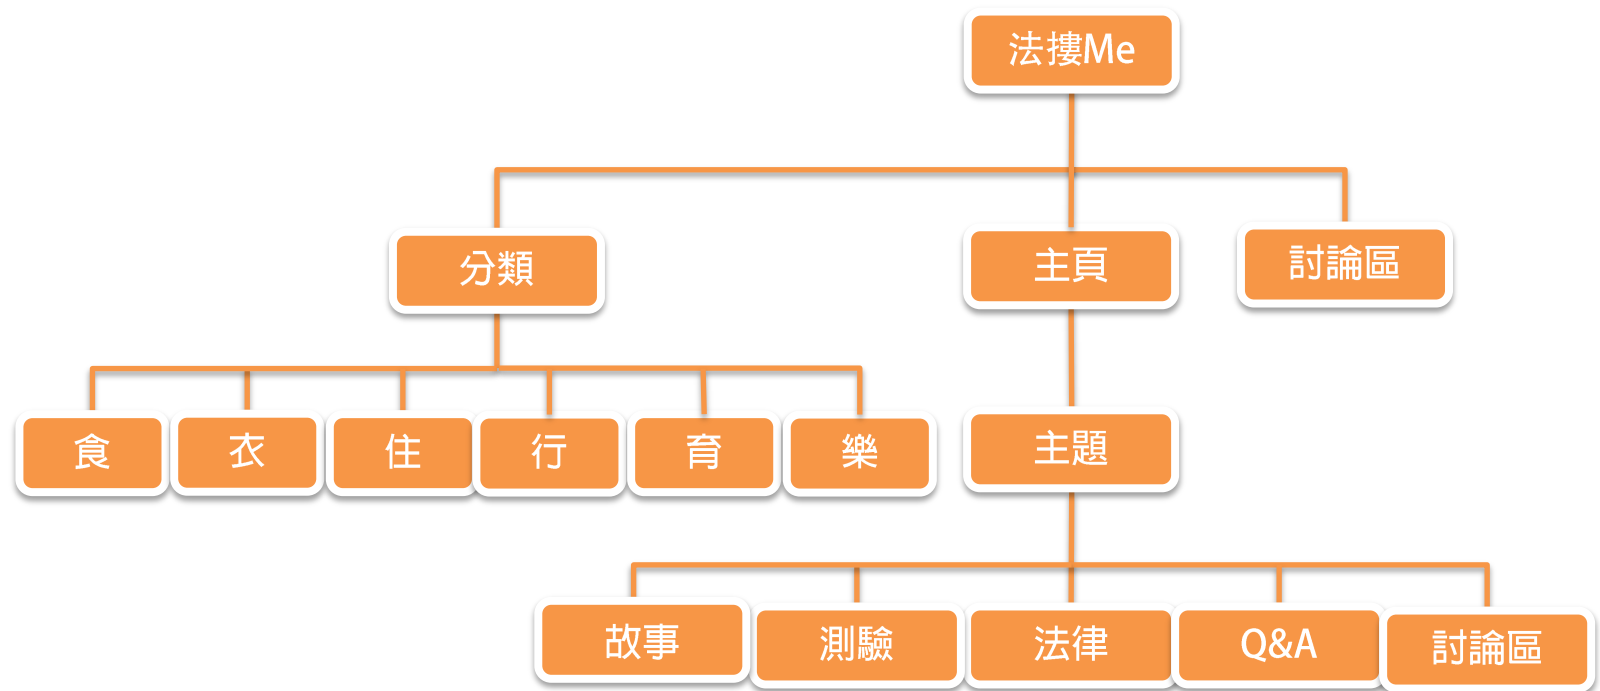 法摟Me
分類
主頁
討論區
食
衣
住
行
育
樂
主題
故事
測驗
法律
Q&A
討論區